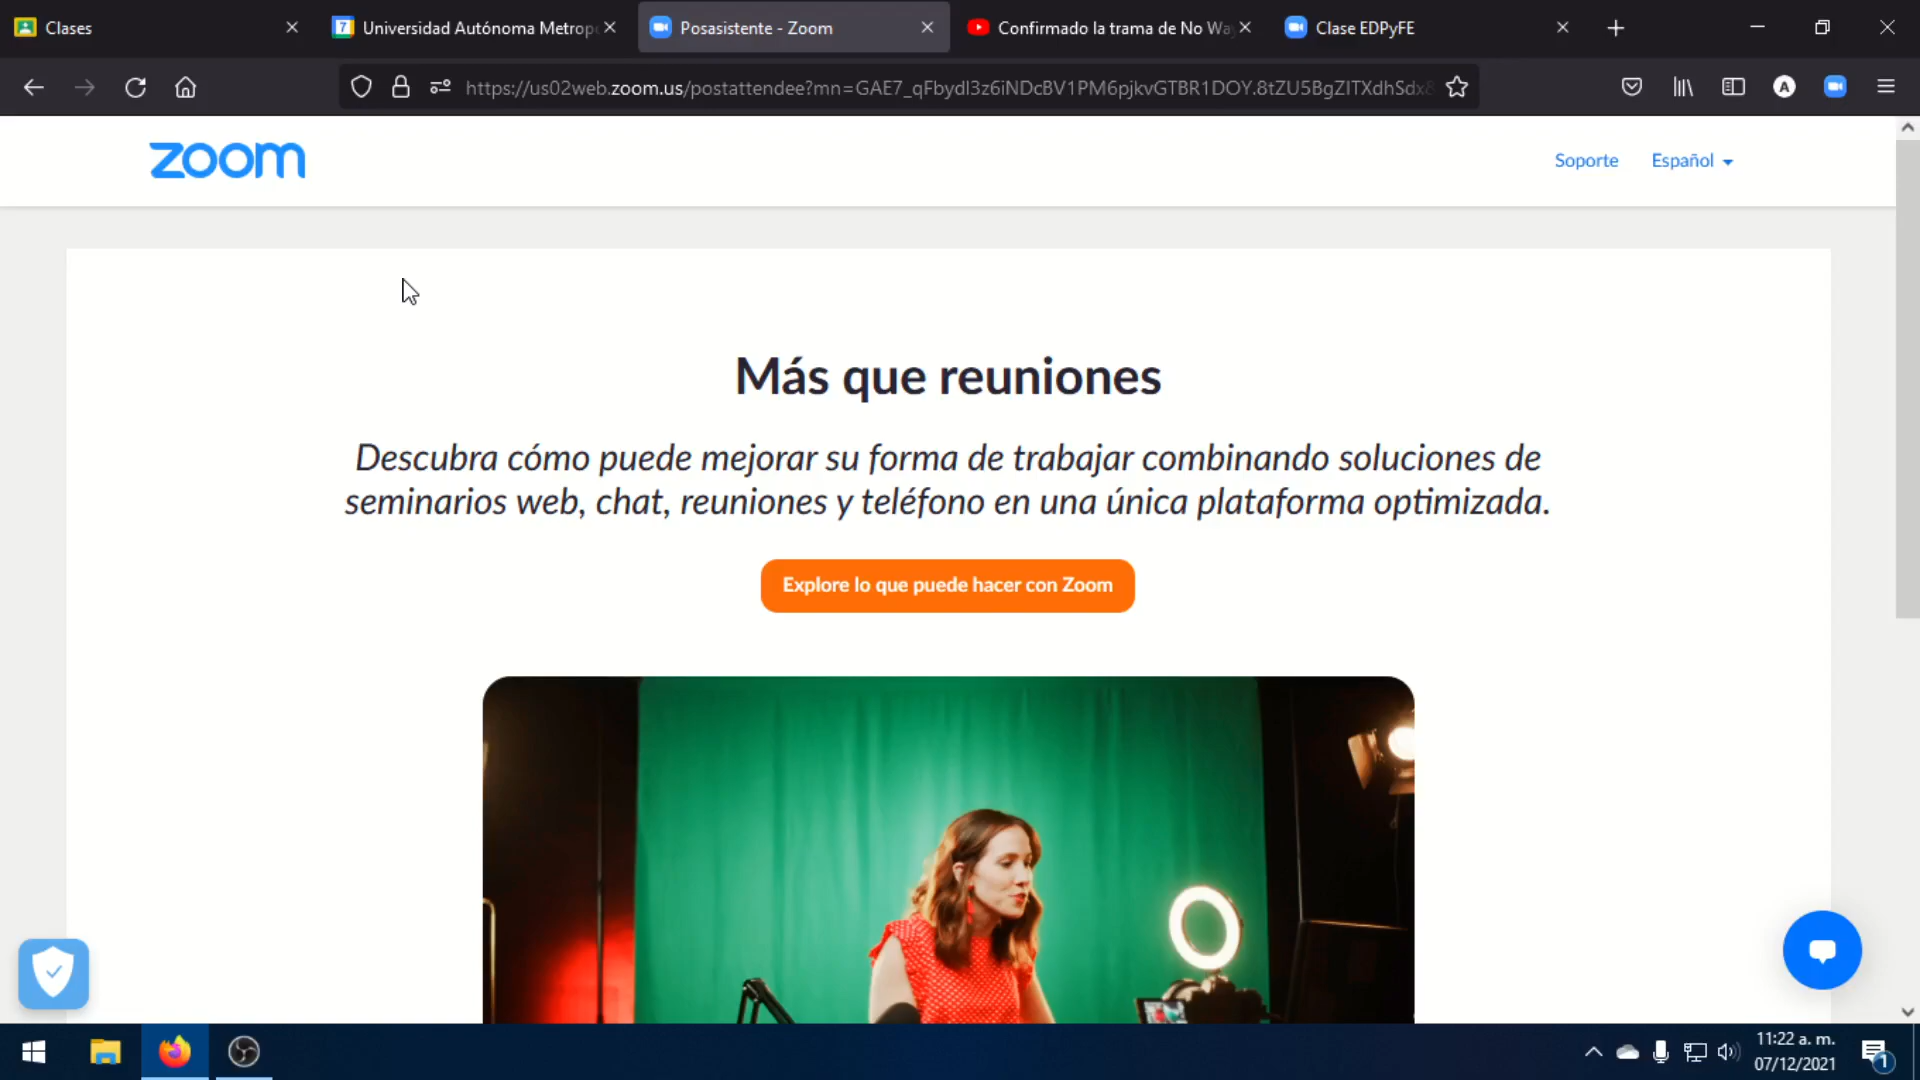 Clases
7
Universidad Autónoma Metrop
Posasistente - Zoom
Confirmado la trama de No Wa
Clase EDPyFE
https://us02web.zoom.us/postattendee?mn=GAE7_qFbydI3z6iNDcBV1PM6pjkvGTBR1DOY.8tZU5BgZITXdhSdx
A
zoom
Soporte
Español
Más que reuniones
Descubra cómo puede mejorar su forma de trabajar combinando soluciones de
seminarios web, chat, reuniones y teléfono en una única plataforma optimizada.
Explore lo que puede hacer con Zoom
11:22 a. m.
07/12/2021
1